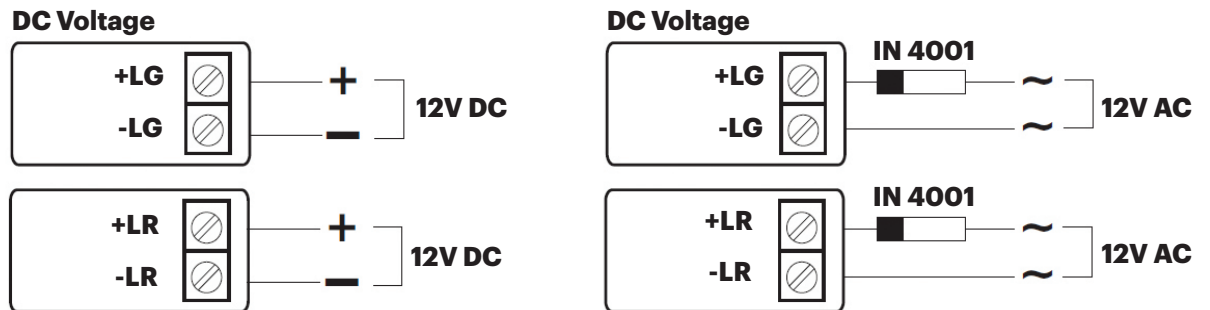 DC Voltage
+LG
-LG
+
−
12V DC
+LR
-LR
+
−
12V DC
DC Voltage
IN 4001
+LG
-LG
~
~
12V AC
IN 4001
+LR
-LR
~
~
12V AC